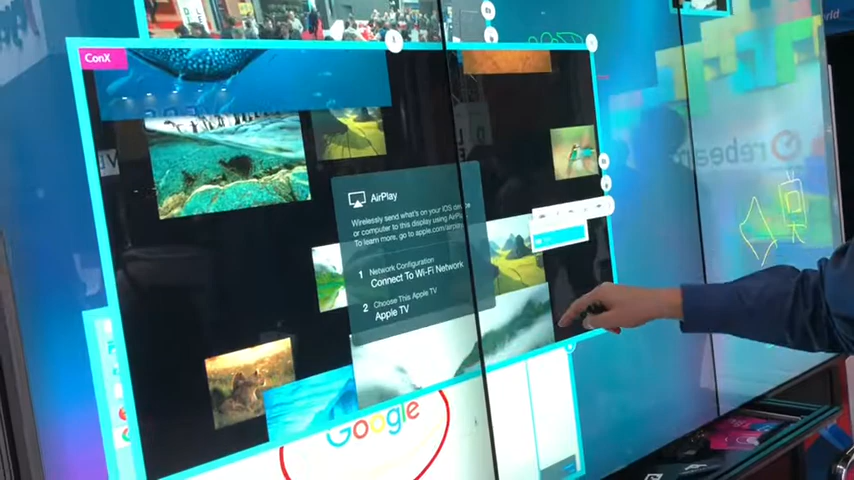 ConX
AirPlay
Wirelessly send what's on your iOS device
or computer to this display using AirPlay.
To learn more, go to apple.com/airplay
1 Network Configuration
Connect To Wi-Fi Network
2 Choose This Apple TV
Apple TV
Google